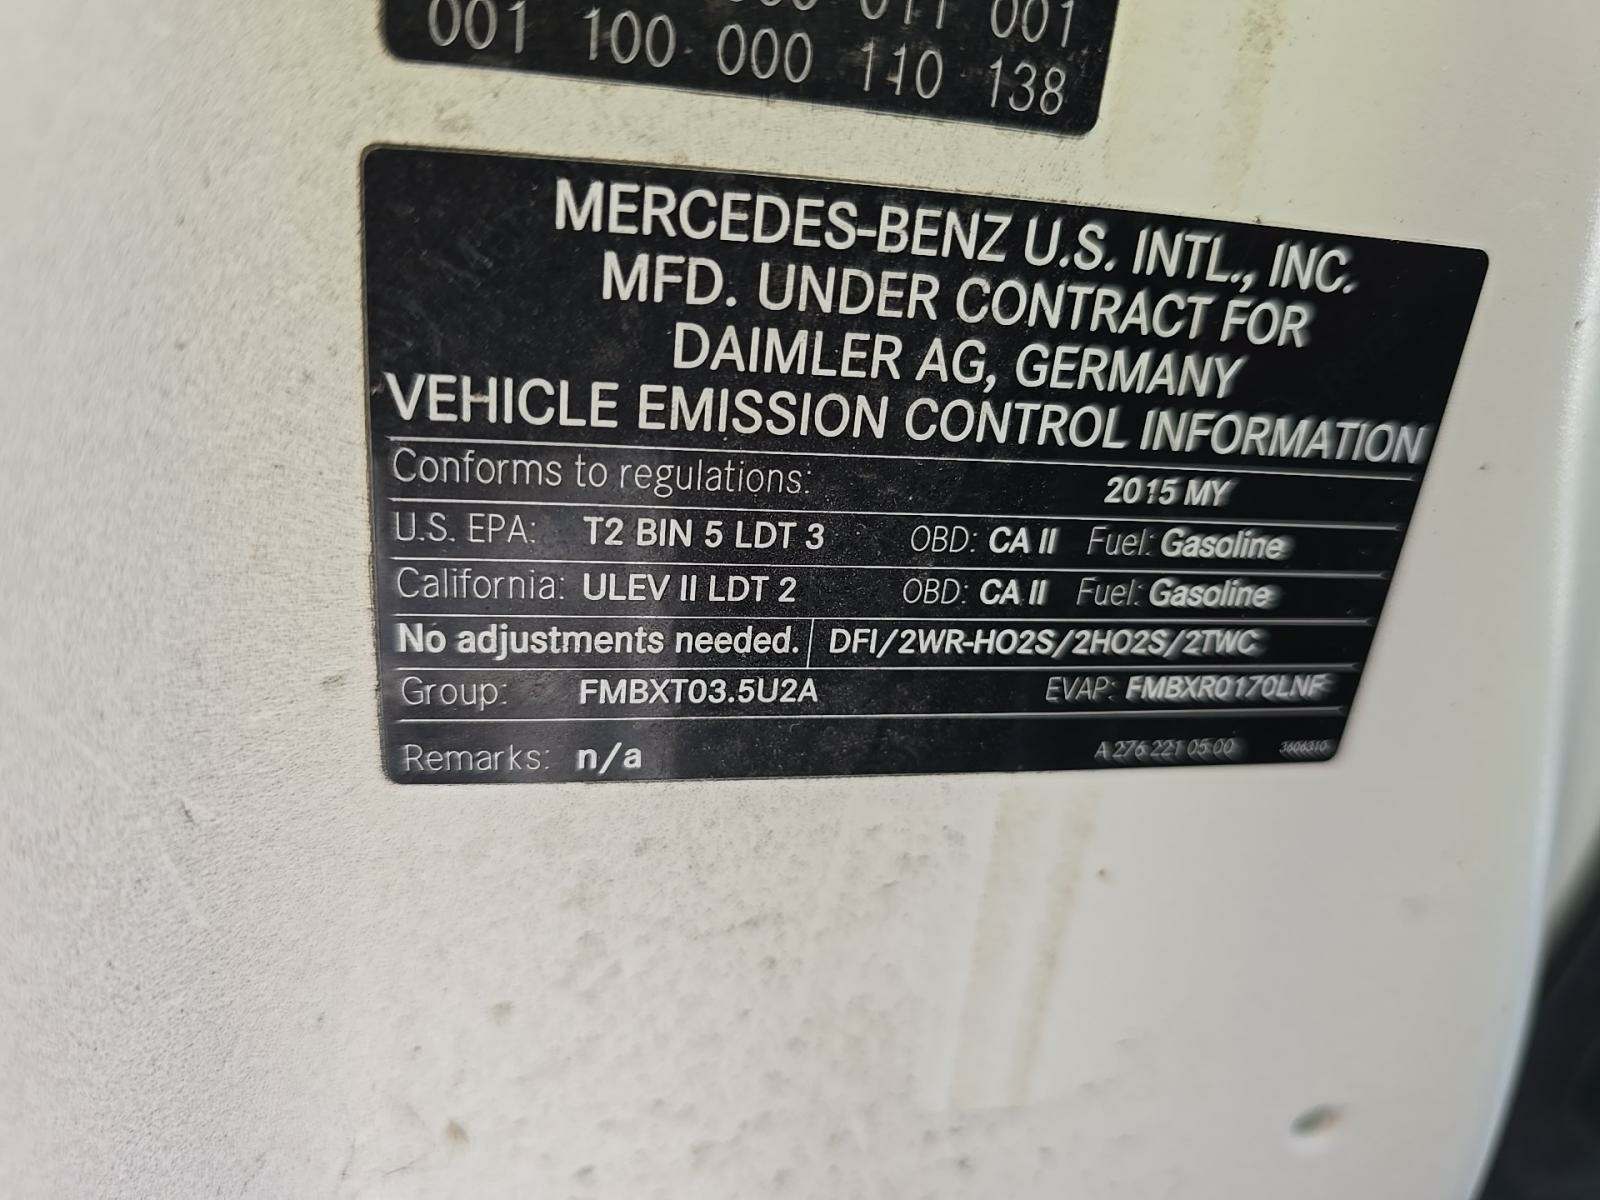 011 001
001 100 000 110 138
MERCEDES-BENZ U.S. INTL., INC.
MFD. UNDER CONTRACT FOR
DAIMLER AG, GERMANY
VEHICLE EMISSION CONTROL INFORMATION
Conforms to regulations: 2015 MY
U.S. EPA: T2 BIN 5 LDT 3 OBD: CA II Fuel: Gasoline
California: ULEV II LDT 2 OBD: CA II Fuel: Gasoline
No adjustments needed. DFI/2WR-HO2S/2HO2S/2TWC
Group: FMBXT03.5U2A EVAP: FMBXR0170LNF
Remarks: n/a A 276 221 05 00 3606310